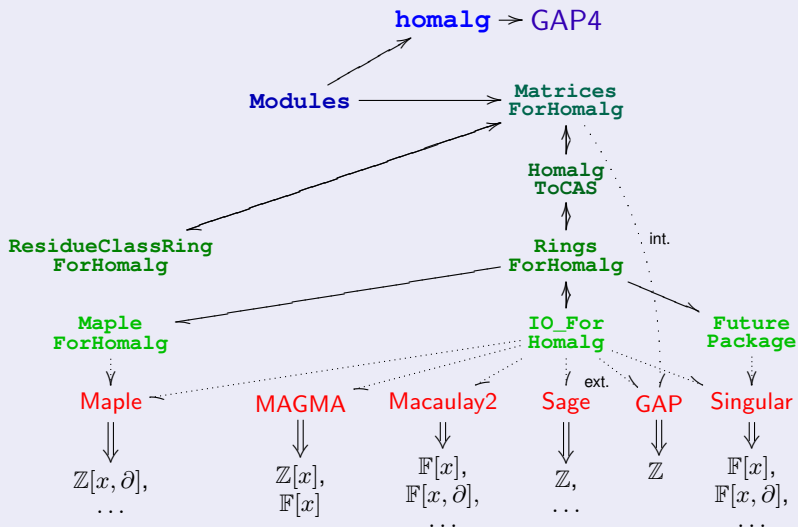 homalg GAP4
Modules
Matrices
ForHomalg
Homalg
ToCAS
ResidueClassRing
ForHomalg
Rings
ForHomalg
int.
Maple
ForHomalg
IO_For
Homalg
Future
Package
ext.
Maple MAGMA Macaulay2 Sage GAP Singular
ℤ[x, ∂],
...
ℤ[x],
𝔽[x]
𝔽[x],
𝔽[x, ∂],
...
ℤ,
...
ℤ
𝔽[x],
𝔽[x, ∂],
...